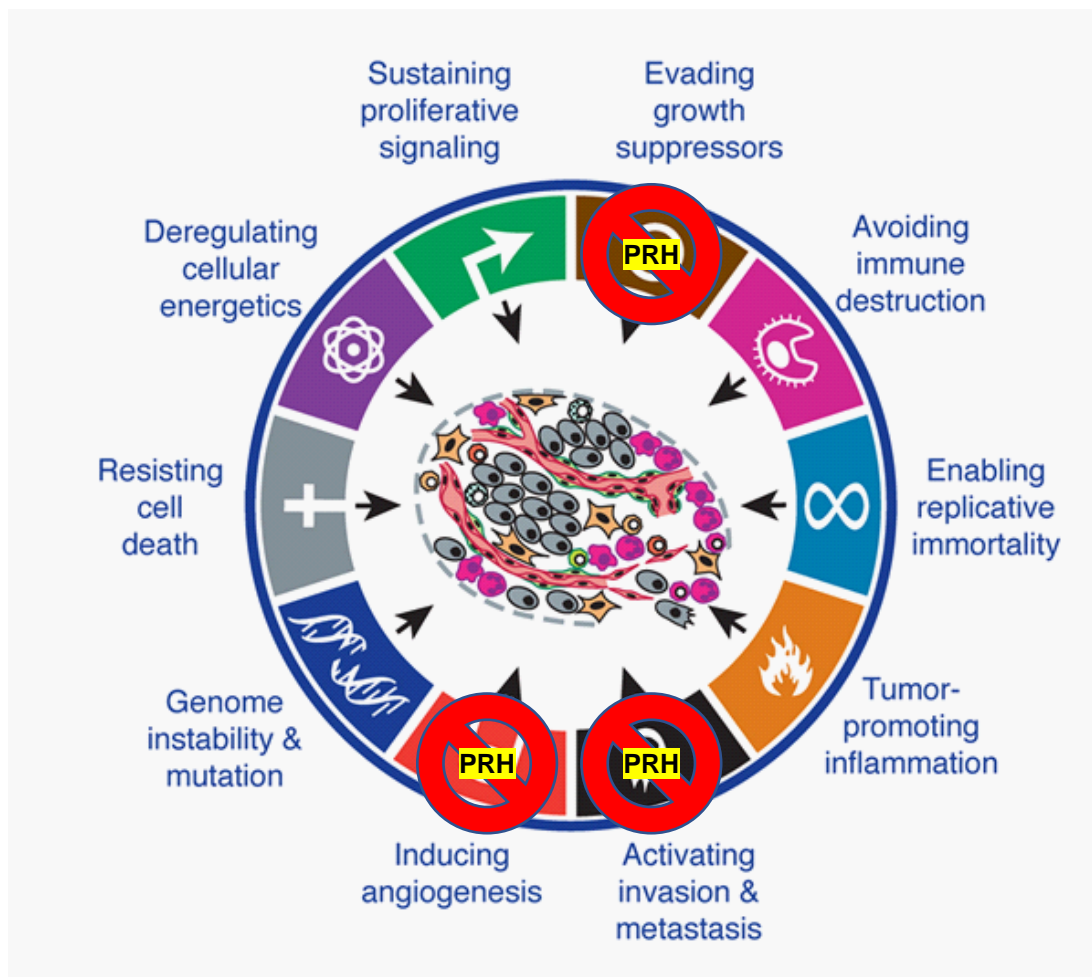 Sustaining
proliferative
signaling
Evading
growth
suppressors
PRH
Avoiding
immune
destruction
Enabling
replicative
immortality
Tumor-
promoting
inflammation
PRH
Activating
invasion &
metastasis
PRH
Inducing
angiogenesis
Genome
instability &
mutation
Resisting
cell
death
Deregulating
cellular
energetics